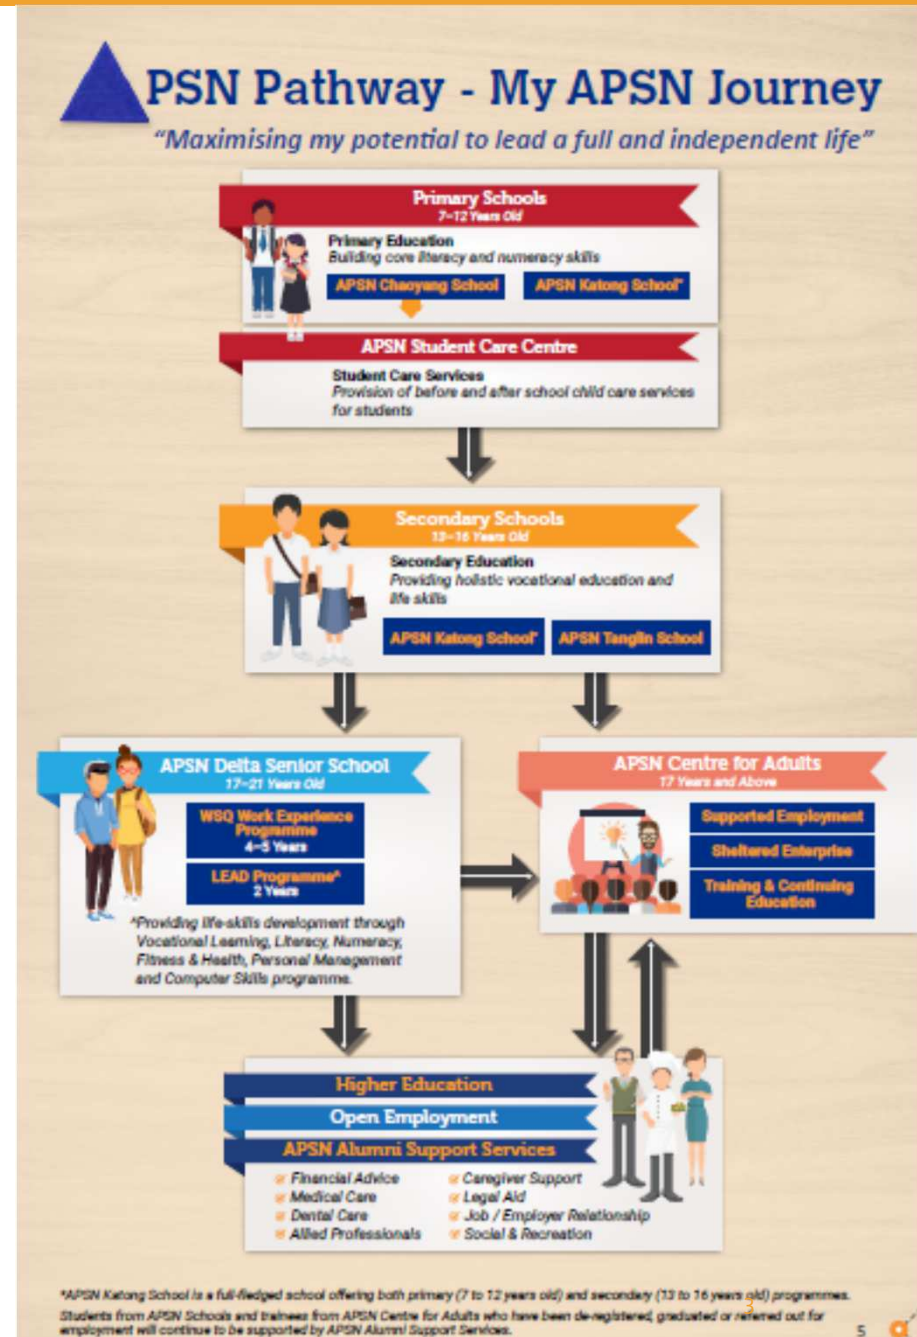 PSN Pathway - My APSN Journey
“Maximising my potential to lead a full and independent life”
Primary Schools
7–12 Years Old
Primary Education
Building core literacy and numeracy skills
APSN Chaoyang School
APSN Katong School*
APSN Student Care Centre
Student Care Services
Provision of before and after school child care services
for students
Secondary Schools
13–16 Years Old
Secondary Education
Providing holistic vocational education and
life skills
APSN Katong School*
APSN Tanglin School
APSN Delta Senior School
17–21 Years Old
WSQ Work Experience
Programme
4–5 Years
LEAD Programme^
2 Years
^Providing life-skills development through
Vocational Learning, Literacy, Numeracy,
Fitness & Health, Personal Management
and Computer Skills programme.
APSN Centre for Adults
17 Years and Above
Supported Employment
Sheltered Enterprise
Training & Continuing
Education
Higher Education
Open Employment
APSN Alumni Support Services
Financial Advice
Medical Care
Dental Care
Allied Professionals
Caregiver Support
Legal Aid
Job / Employer Relationship
Social & Recreation
*APSN Katong School is a full-fledged school offering both primary (7 to 12 years old) and secondary (13 to 16 years old) programmes.
Students from APSN Schools and trainees from APSN Centre for Adults who have been de-registered, graduated or referred out for
employment will continue to be supported by APSN Alumni Support Services.
3
5